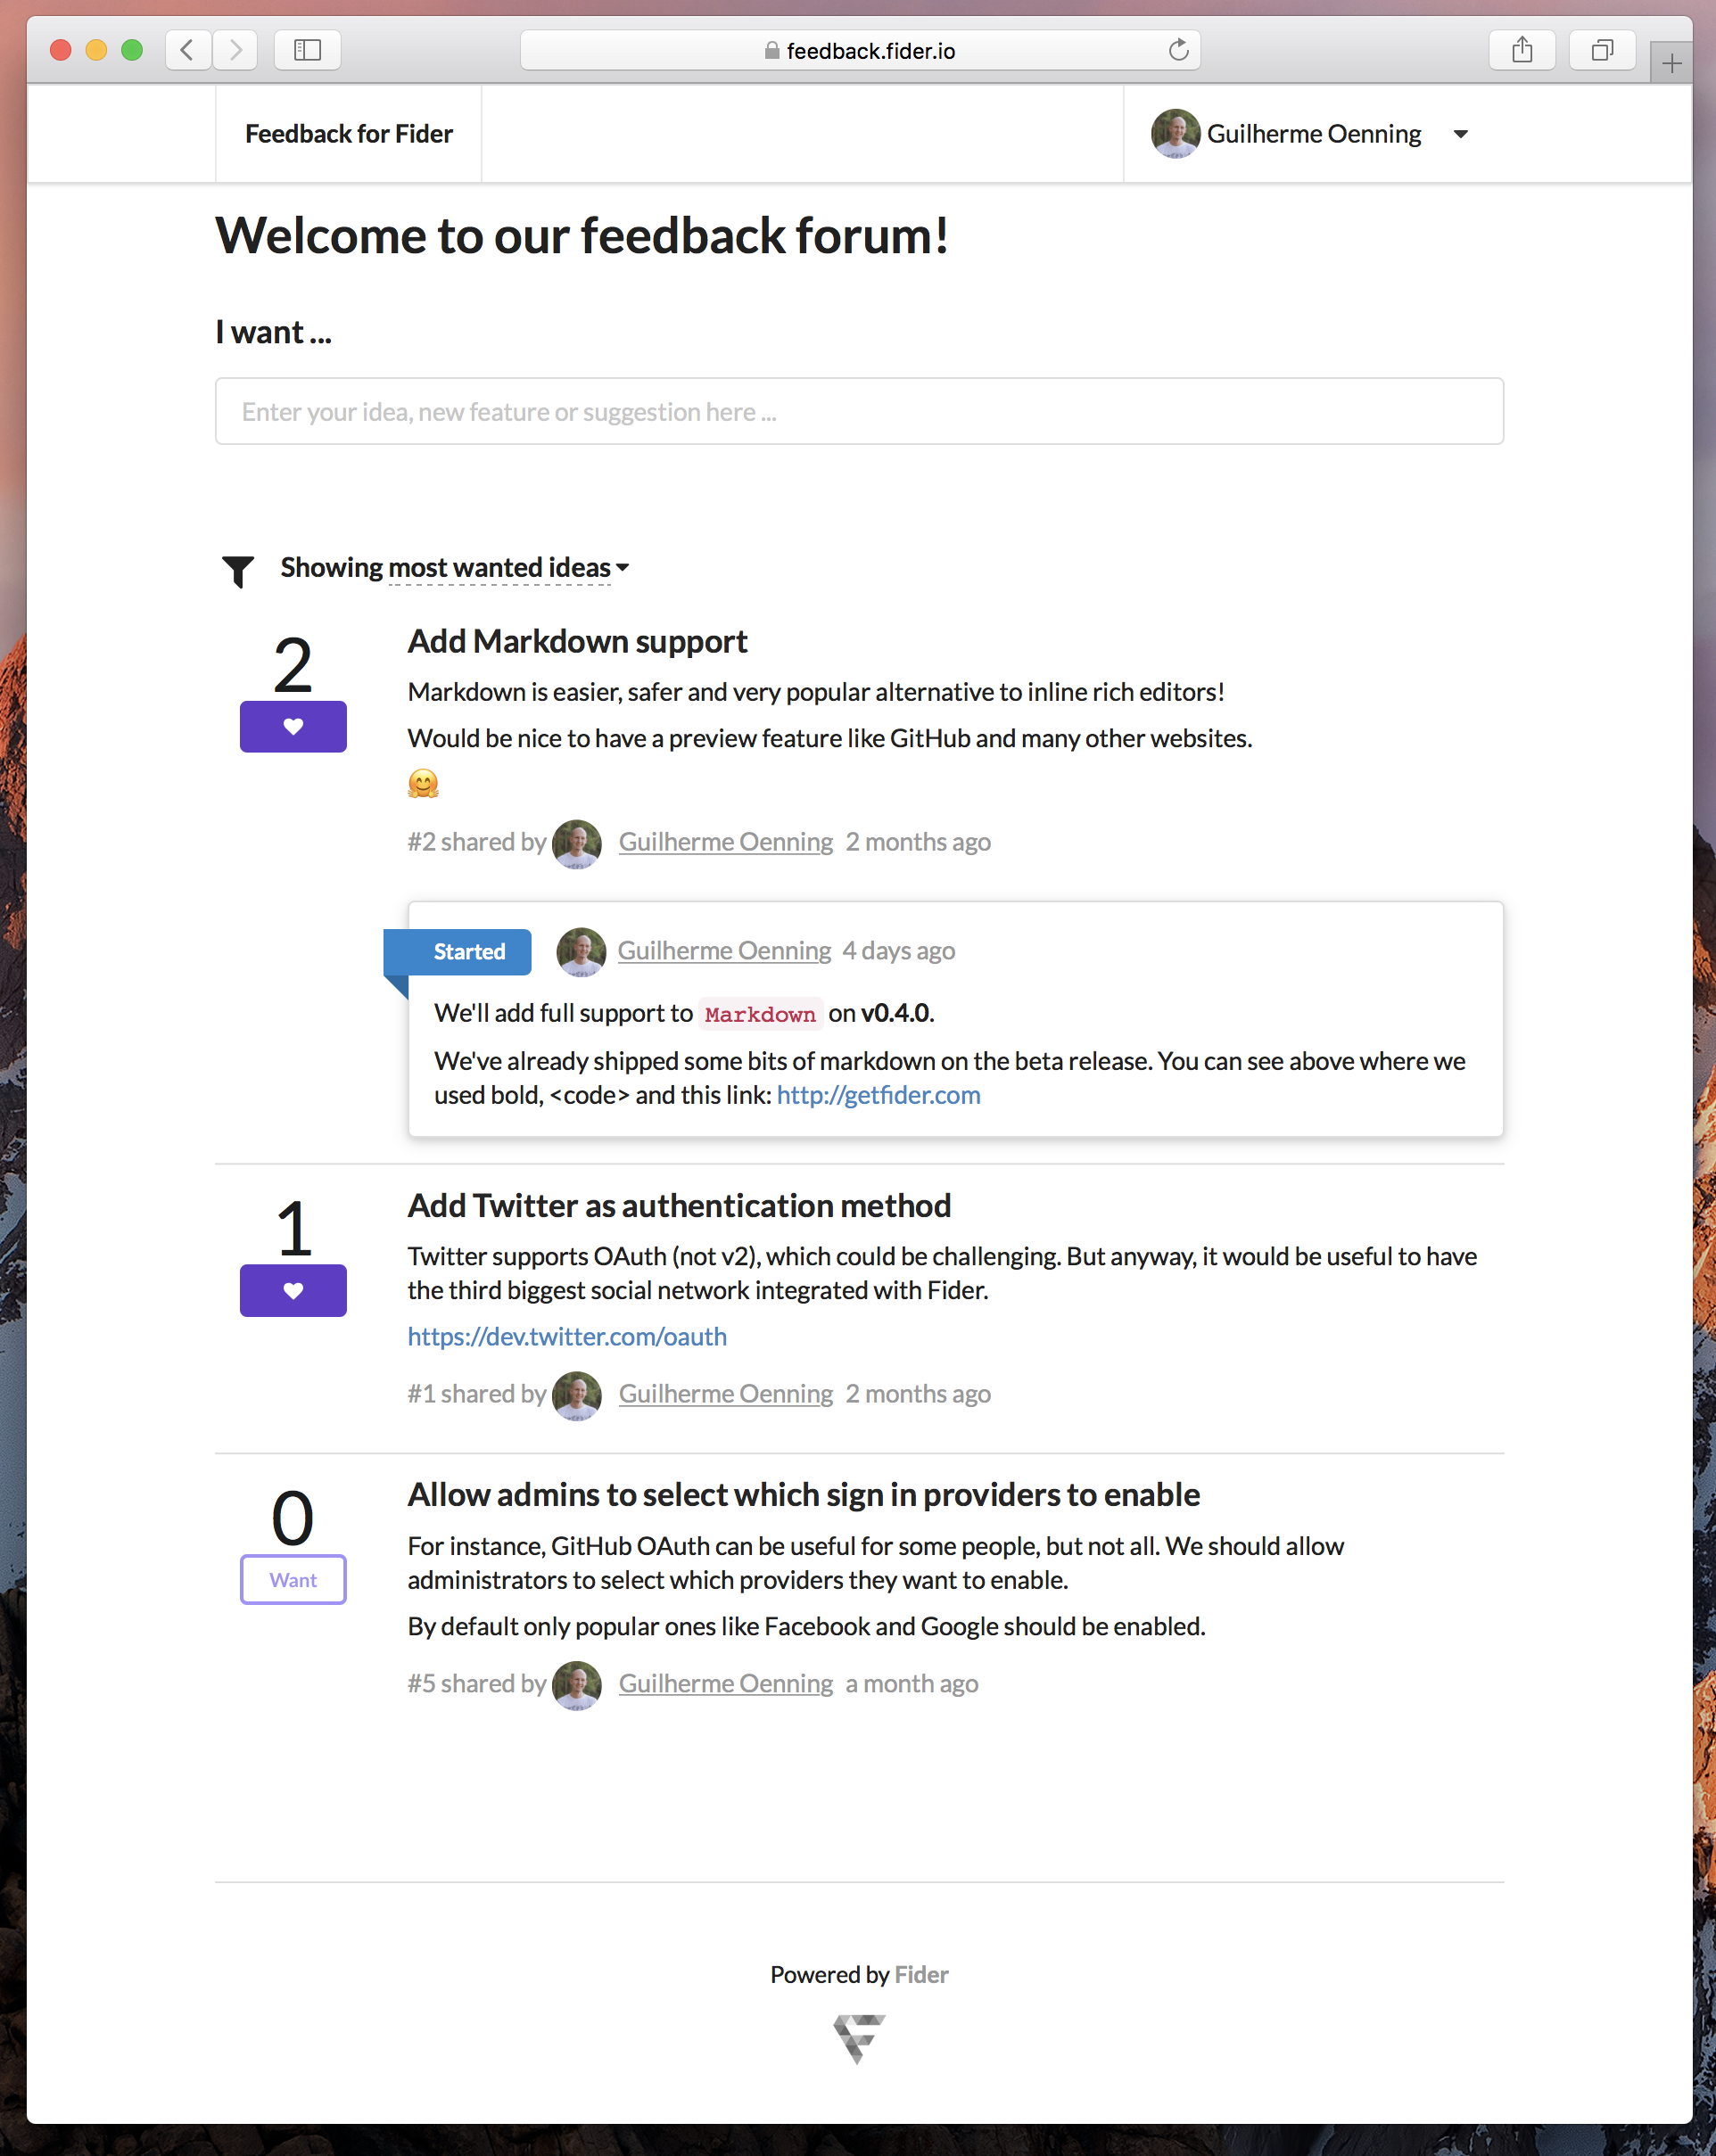 feedback.fider.io
Feedback for Fider
Guilherme Oenning
Welcome to our feedback forum!
I want ...
Enter your idea, new feature or suggestion here ...
Showing most wanted ideas
2
Add Markdown support
Markdown is easier, safer and very popular alternative to inline rich editors!
Would be nice to have a preview feature like GitHub and many other websites.
#2 shared by Guilherme Oenning 2 months ago
Started Guilherme Oenning 4 days ago
We'll add full support to Markdown on v0.4.0.
We've already shipped some bits of markdown on the beta release. You can see above where we
used bold, <code> and this link: http://getfider.com
1
Add Twitter as authentication method
Twitter supports OAuth (not v2), which could be challenging. But anyway, it would be useful to have
the third biggest social network integrated with Fider.
https://dev.twitter.com/oauth
#1 shared by Guilherme Oenning 2 months ago
0
Want
Allow admins to select which sign in providers to enable
For instance, GitHub OAuth can be useful for some people, but not all. We should allow
administrators to select which providers they want to enable.
By default only popular ones like Facebook and Google should be enabled.
#5 shared by Guilherme Oenning a month ago
Powered by Fider